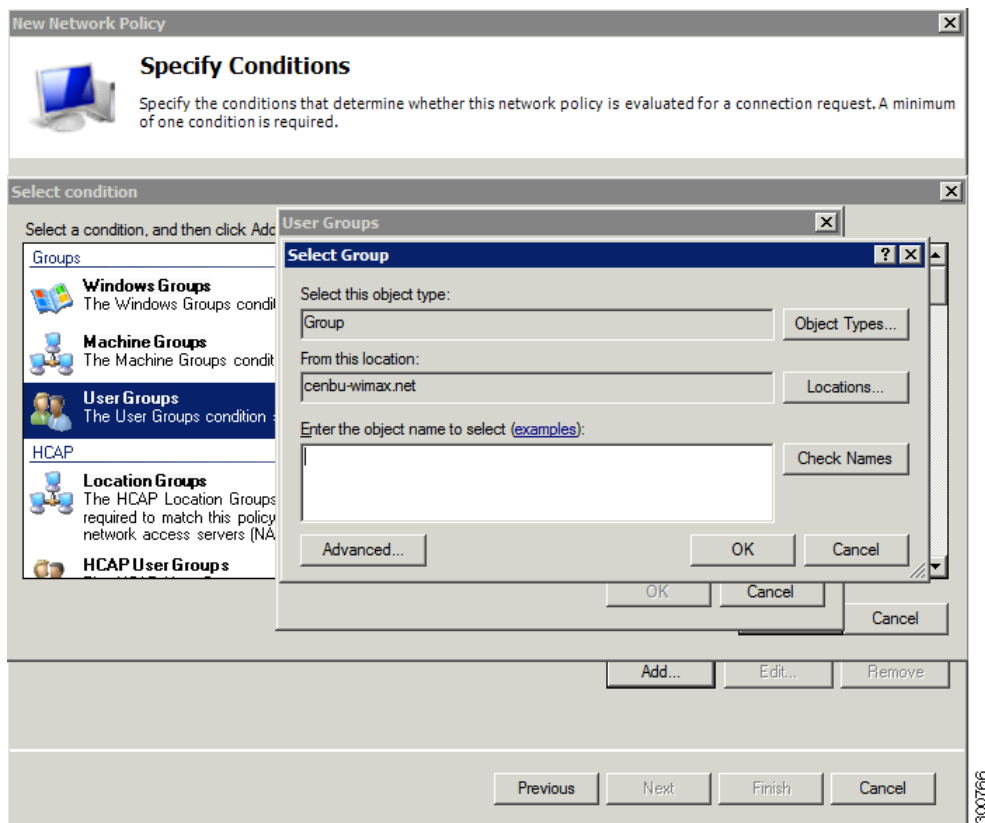 New Network Policy
Specify Conditions
Specify the conditions that determine whether this network policy is evaluated for a connection request. A minimum
of one condition is required.
Select condition
Select a condition, and then click Add
Groups
Windows Groups
The Windows Groups condit
Machine Groups
The Machine Groups condit
User Groups
The User Groups condition
HCAP
Location Groups
The HCAP Location Groups
required to match this policy
network access servers (NA
HCAP User Groups
User Groups
Select Group
Select this object type:
Group
Object Types...
From this location:
cenbu-wimax.net
Locations...
Enter the object name to select (examples):
Check Names
Advanced...
OK
Cancel
OK
Cancel
Cancel
Add...
Edit...
Remove
Previous
Next
Finish
Cancel
300766